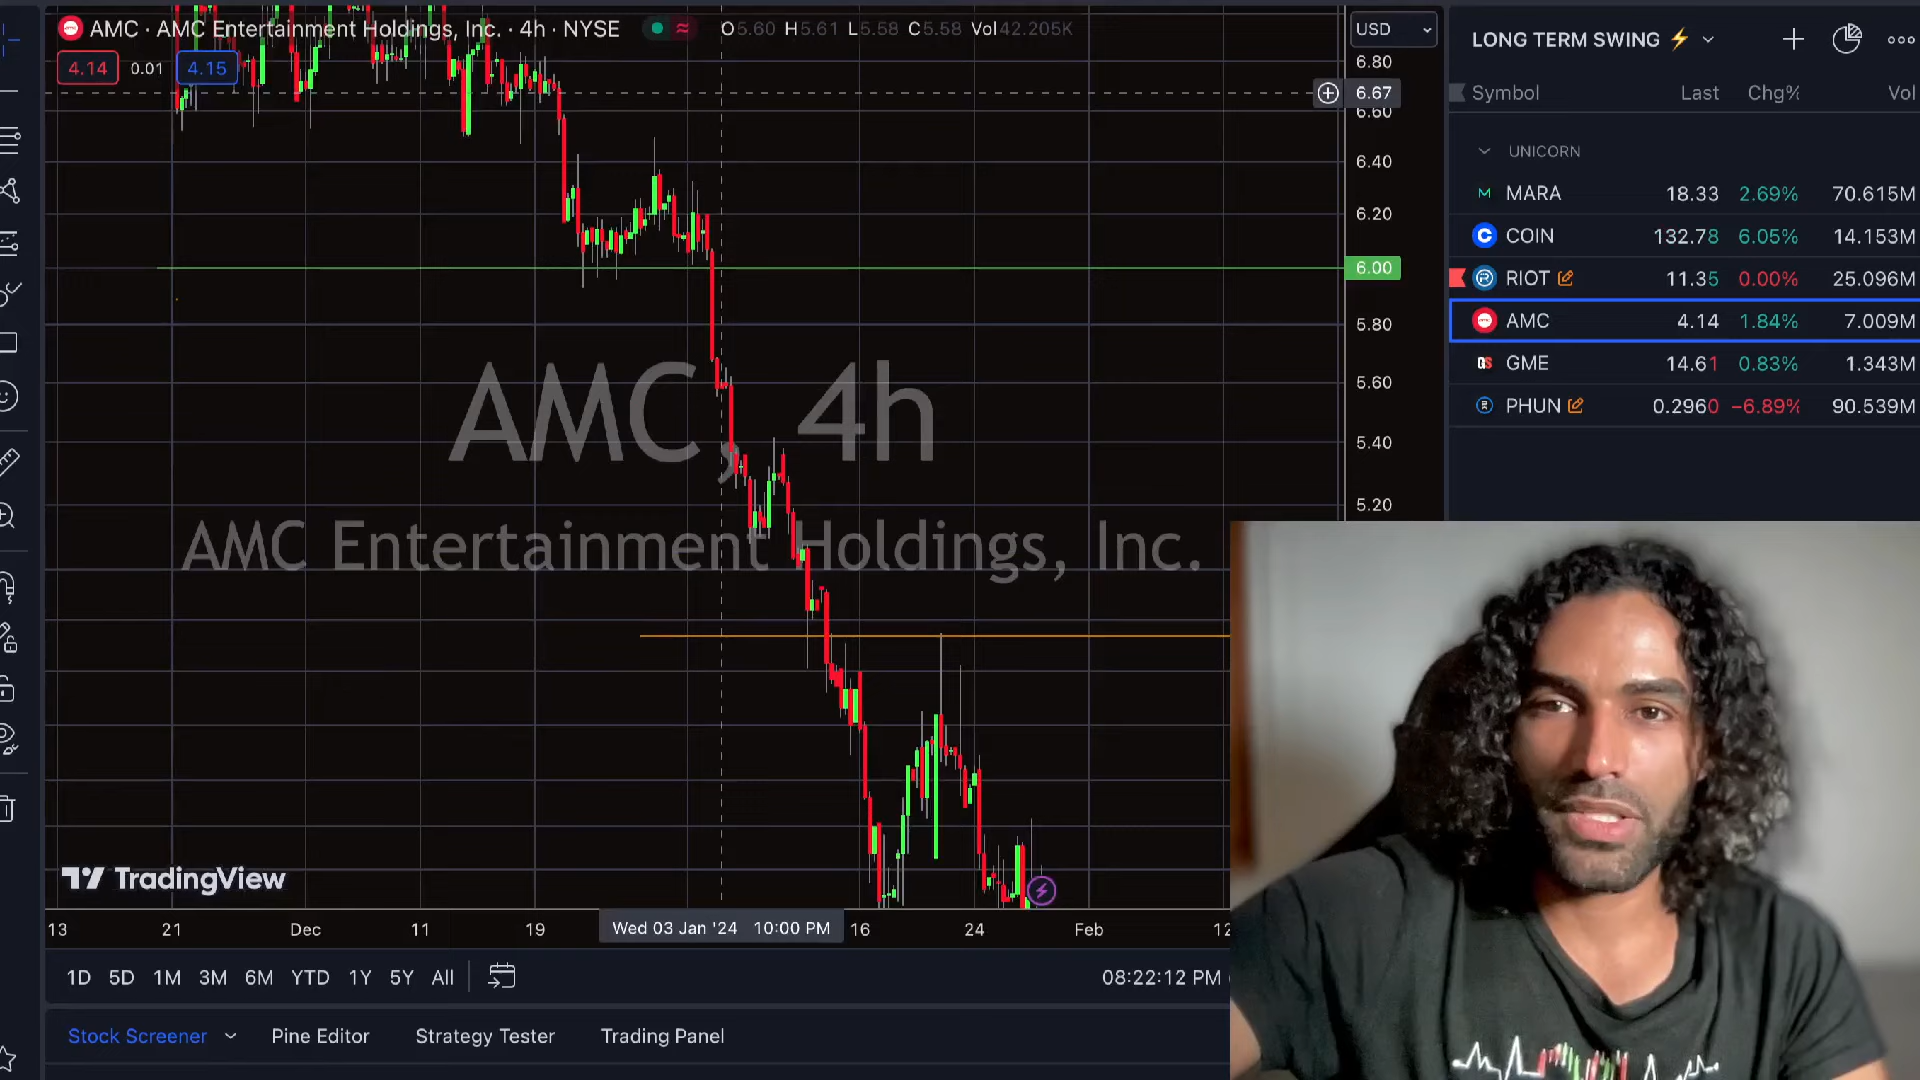 AMC · AMC Entertainment Holdings, Inc. · 4h · NYSE O5.60 H5.61 L5.58 C5.58 Vol42.205K
4.14 0.01 4.15
USD
6.80
6.67
6.60
6.40
6.20
6.00
5.80
5.60
5.40
5.20
AMC, 4h
AMC Entertainment Holdings, Inc.
TradingView
13 21 Dec 11 19 Wed 03 Jan '24 10:00 PM 16 24 Feb 12
1D 5D 1M 3M 6M YTD 1Y 5Y All 08:22:12 PM
Stock Screener Pine Editor Strategy Tester Trading Panel
LONG TERM SWING
Symbol Last Chg% Vol
UNICORN
MARA 18.33 2.69% 70.615M
COIN 132.78 6.05% 14.153M
RIOT 11.35 0.00% 25.096M
AMC 4.14 1.84% 7.009M
GME 14.61 0.83% 1.343M
PHUN 0.2960 −6.89% 90.539M